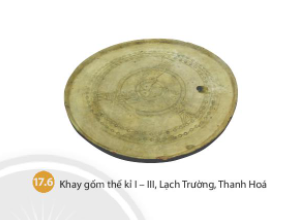 17.6 Khay gốm thế kỉ I – III, Lạch Trường, Thanh Hoá